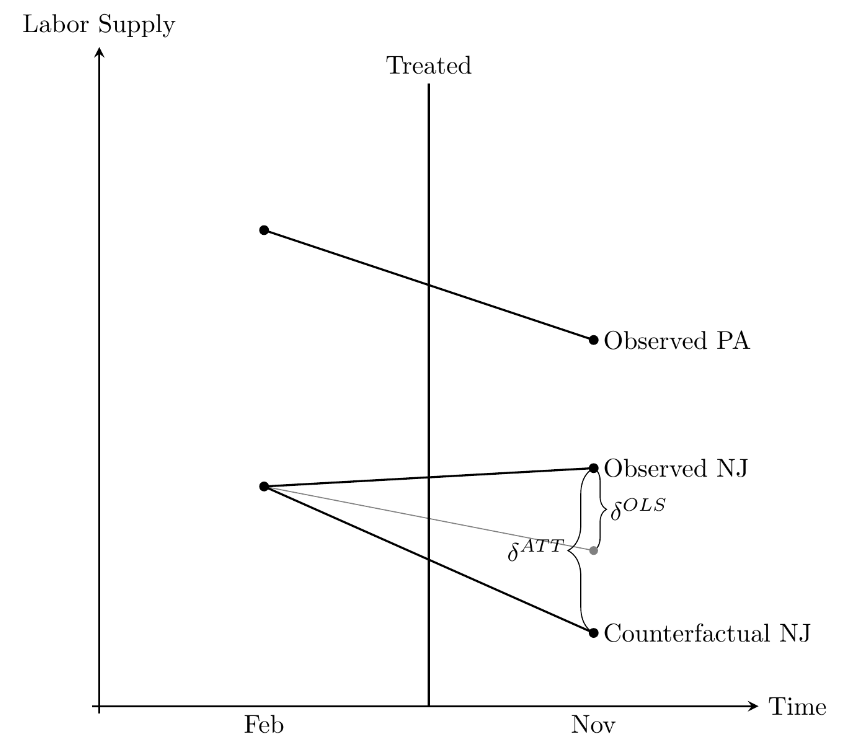 Labor Supply
Treated
Observed PA
Observed NJ
δ^{OLS}
δ^{ATT}
Counterfactual NJ
Time
Feb
Nov